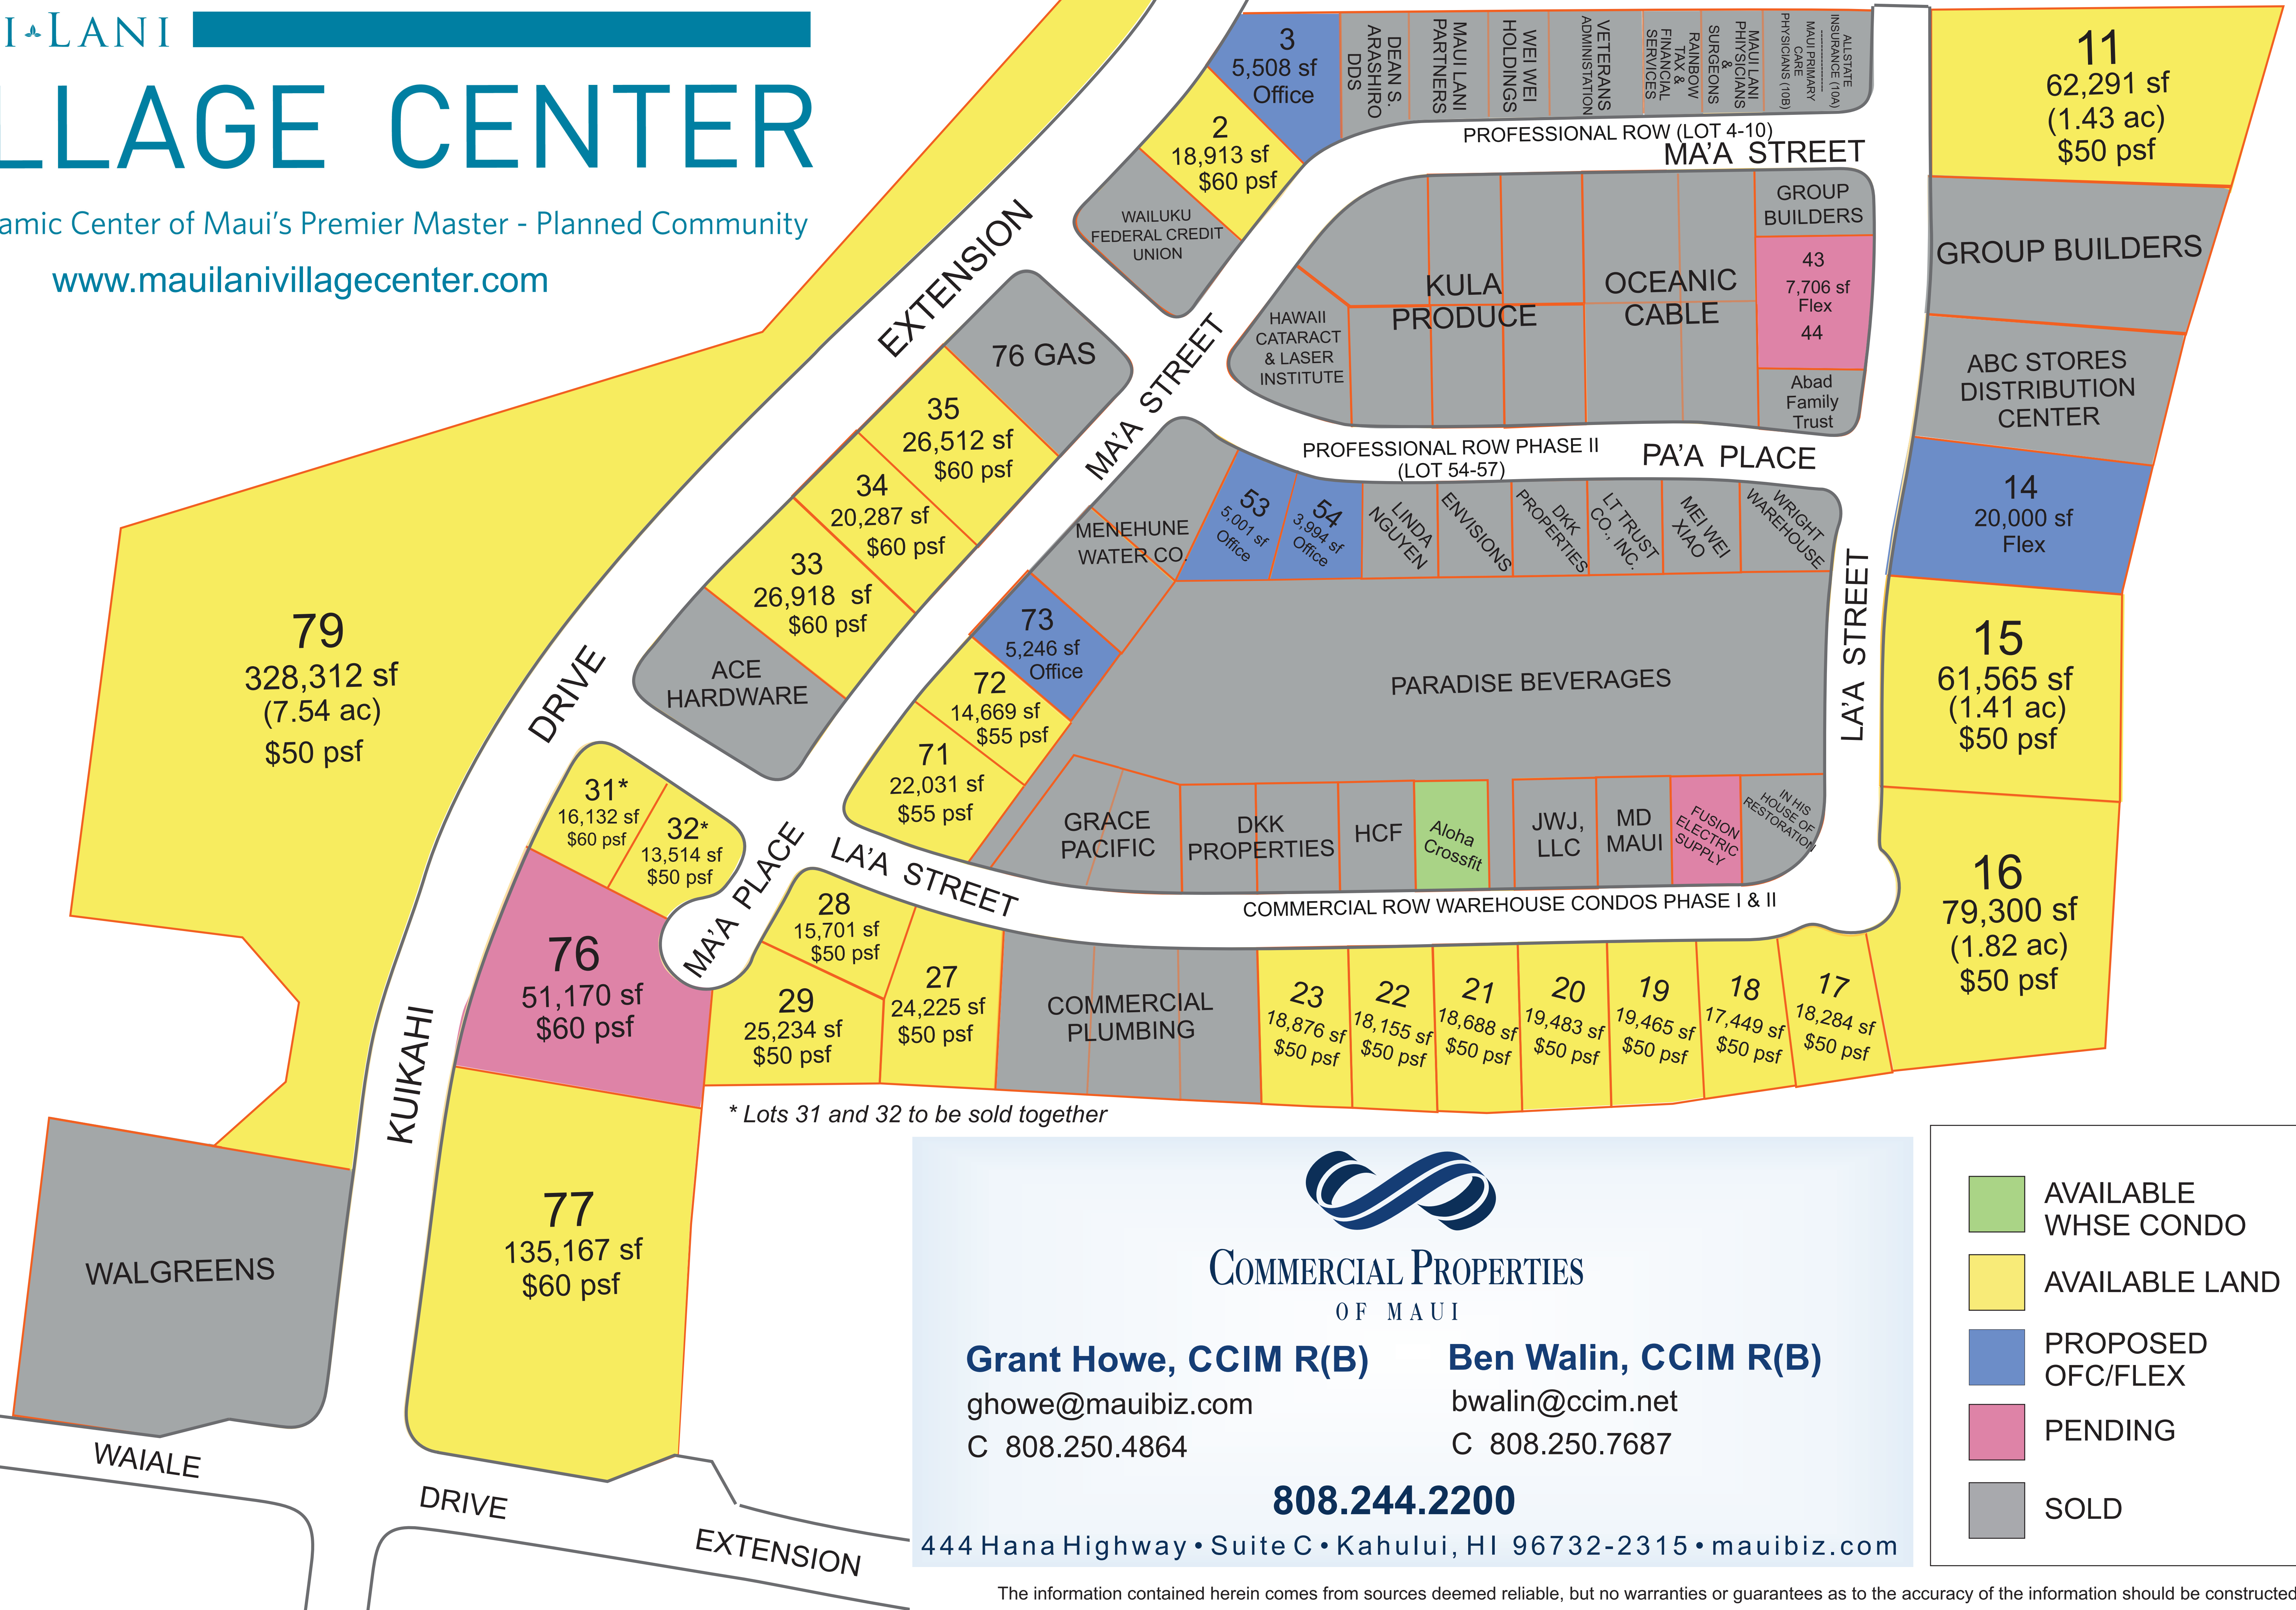 I LANI
LLAGE CENTER
amic Center of Maui's Premier Master - Planned Community
www.mauilanivillagecenter.com
3
5,508 sf
Office
DEAN S.
ARASHIRO
DDS
MAUI LANI
PARTNERS
WEI WEI
HOLDINGS
VETERANS
ADMINISTATION
RAINBOW
TAX &
FINANCIAL
SERVICES
MAUI LANI
PHIYSICIANS
&
SURGEONS
ALLSTATE
INSURANCE (10A)
MAUI PRIMARY
CARE
PHYSICIANS (10B)
11
62,291 sf
(1.43 ac)
$50 psf
2
18,913 sf
$60 psf
PROFESSIONAL ROW (LOT 4-10)
MA'A STREET
WAILUKU
FEDERAL CREDIT
UNION
GROUP
BUILDERS
43
7,706 sf
Flex
44
Abad
Family
Trust
KULA
PRODUCE
OCEANIC
CABLE
HAWAII
CATARACT
& LASER
INSTITUTE
GROUP BUILDERS
ABC STORES
DISTRIBUTION
CENTER
EXTENSION
76 GAS
MA'A STREET
35
26,512 sf
$60 psf
34
20,287 sf
$60 psf
33
26,918 sf
$60 psf
ACE
HARDWARE
PROFESSIONAL ROW PHASE II
(LOT 54-57)
PA'A PLACE
MENEHUNE
WATER CO.
53
5,001 sf
Office
54
3,994 sf
Office
LINDA
NGUYEN
ENVISIONS
DKK
PROPERTIES
LT TRUST
CO., INC.
MEI WEI
XIAO
WRIGHT
WAREHOUSE
14
20,000 sf
Flex
LA'A STREET
73
5,246 sf
Office
72
14,669 sf
$55 psf
71
22,031 sf
$55 psf
PARADISE BEVERAGES
15
61,565 sf
(1.41 ac)
$50 psf
79
328,312 sf
(7.54 ac)
$50 psf
DRIVE
31*
16,132 sf
$60 psf
32*
13,514 sf
$50 psf
MA'A PLACE
LA'A STREET
GRACE
PACIFIC
DKK
PROPERTIES
HCF
Aloha
Crossfit
JWJ,
LLC
MD
MAUI
FUSION
ELECTRIC
SUPPLY
IN HIS
HOUSE OF
RESTORATION
COMMERCIAL ROW WAREHOUSE CONDOS PHASE I & II
16
79,300 sf
(1.82 ac)
$50 psf
76
51,170 sf
$60 psf
28
15,701 sf
$50 psf
29
25,234 sf
$50 psf
27
24,225 sf
$50 psf
COMMERCIAL
PLUMBING
23
18,876 sf
$50 psf
22
18,155 sf
$50 psf
21
18,688 sf
$50 psf
20
19,483 sf
$50 psf
19
19,465 sf
$50 psf
18
17,449 sf
$50 psf
17
18,284 sf
$50 psf
KUIKAHI
* Lots 31 and 32 to be sold together
WALGREENS
77
135,167 sf
$60 psf
WAIALE
DRIVE
EXTENSION
COMMERCIAL PROPERTIES
OF MAUI
Grant Howe, CCIM R(B)
ghowe@mauibiz.com
C 808.250.4864
Ben Walin, CCIM R(B)
bwalin@ccim.net
C 808.250.7687
808.244.2200
444 Hana Highway • Suite C • Kahului, HI 96732-2315 • mauibiz.com
AVAILABLE
WHSE CONDO
AVAILABLE LAND
PROPOSED
OFC/FLEX
PENDING
SOLD
The information contained herein comes from sources deemed reliable, but no warranties or guarantees as to the accuracy of the information should be constructed